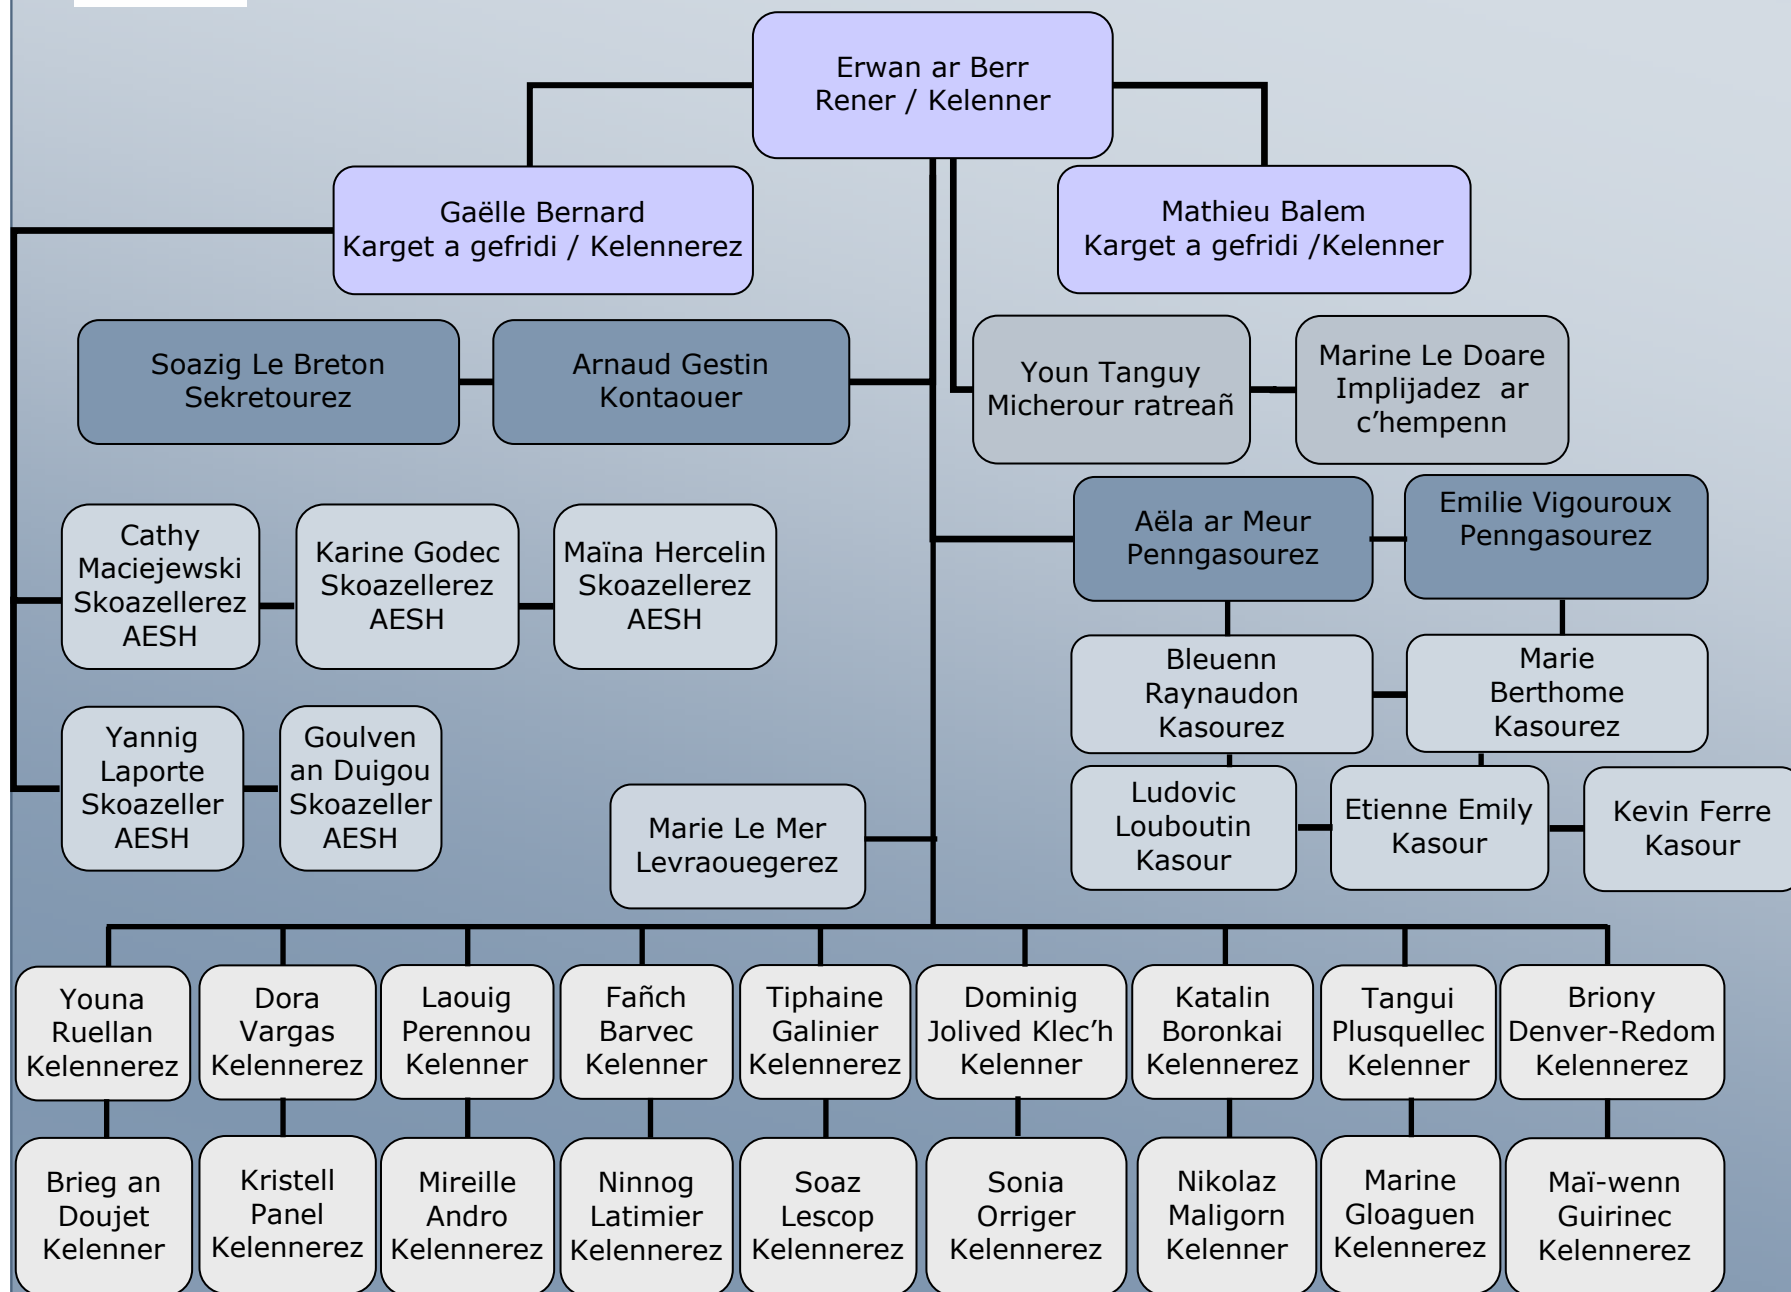 Erwan ar Berr
Rener / Kelenner
Gaëlle Bernard
Karget a gefridi / Kelennerez
Mathieu Balem
Karget a gefridi /Kelenner
Soazig Le Breton
Sekretourez
Arnaud Gestin
Kontaouer
Youn Tanguy
Micherour ratreañ
Marine Le Doare
Implijadez  ar
c’hempenn
Aëla ar Meur
Penngasourez
Emilie Vigouroux
Penngasourez
Cathy
Maciejewski
Skoazellerez
AESH
Karine Godec
Skoazellerez
AESH
Maïna Hercelin
Skoazellerez
AESH
Bleuenn
Raynaudon
Kasourez
Marie
Berthome
Kasourez
Yannig
Laporte
Skoazeller
AESH
Goulven
an Duigou
Skoazeller
AESH
Marie Le Mer
Levraouegerez
Ludovic
Louboutin
Kasour
Etienne Emily
Kasour
Kevin Ferre
Kasour
Youna
Ruellan
Kelennerez
Dora
Vargas
Kelennerez
Laouig
Perennou
Kelenner
Fañch
Barvec
Kelenner
Tiphaine
Galinier
Kelennerez
Dominig
Jolived Klec’h
Kelenner
Katalin
Boronkai
Kelennerez
Tangui
Plusquellec
Kelenner
Briony
Denver-Redom
Kelennerez
Brieg an
Doujet
Kelenner
Kristell
Panel
Kelennerez
Mireille
Andro
Kelennerez
Ninnog
Latimier
Kelennerez
Soaz
Lescop
Kelennerez
Sonia
Orriger
Kelennerez
Nikolaz
Maligorn
Kelenner
Marine
Gloaguen
Kelennerez
Maï-wenn
Guirinec
Kelennerez